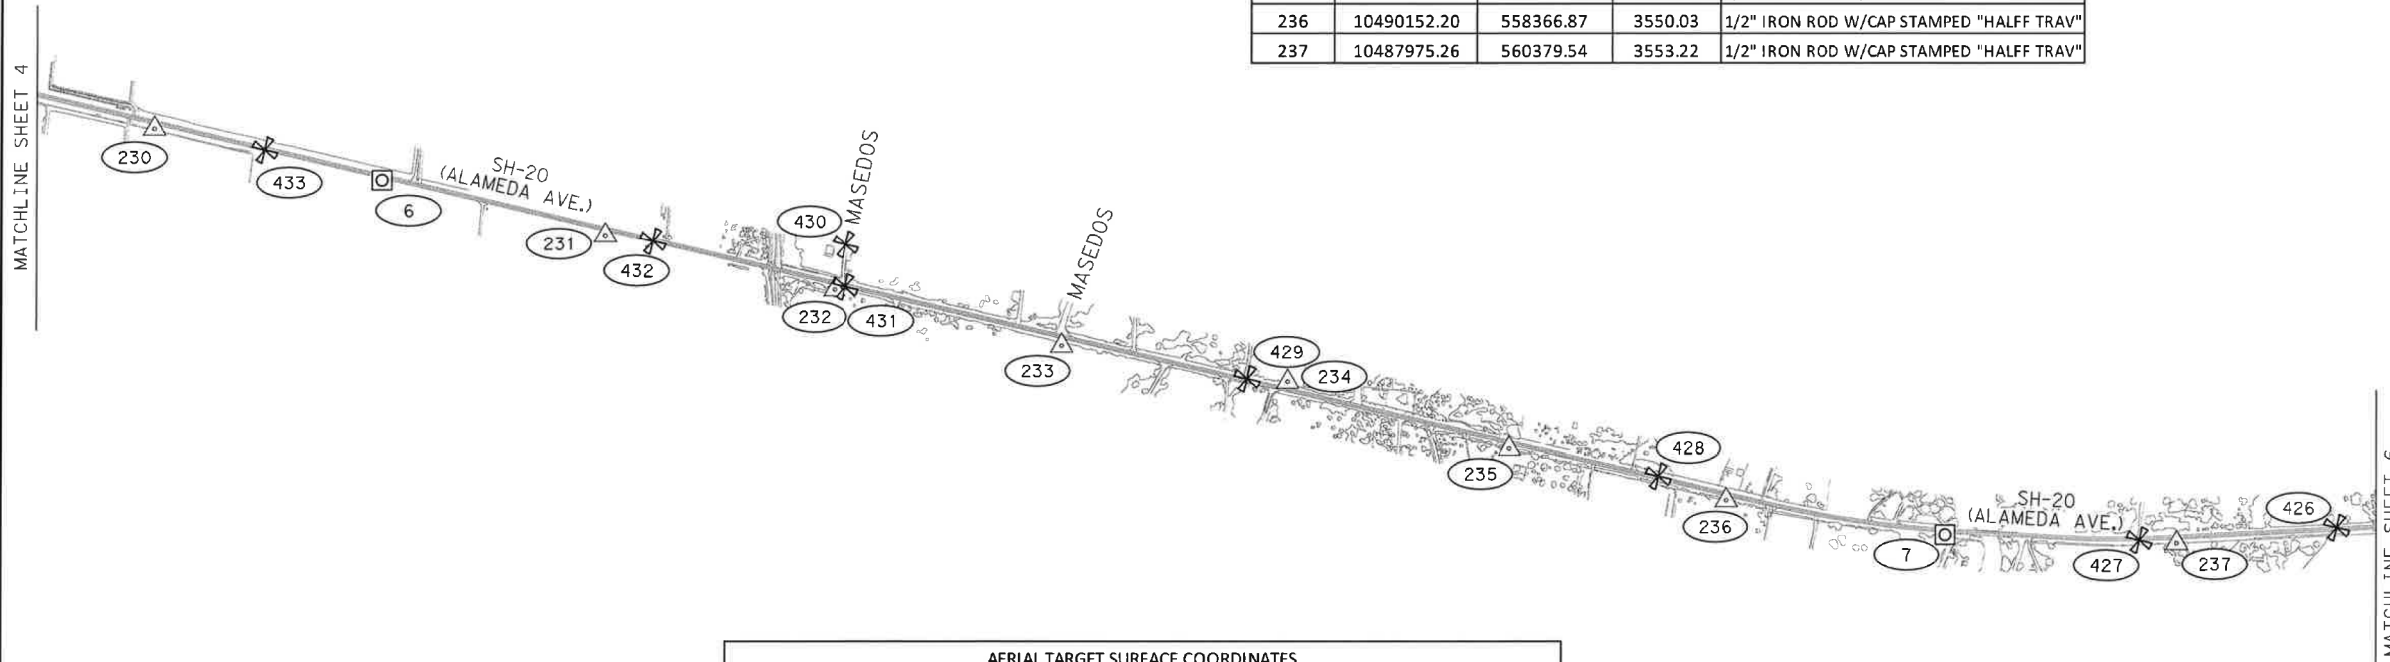 236 10490152.20 558366.87 3550.03 1/2" IRON ROD W/CAP STAMPED "HALFF TRAV"
237 10487975.26 560379.54 3553.22 1/2" IRON ROD W/CAP STAMPED "HALFF TRAV"
MATCHLINE SHEET 4
230
433
6
SH-20
(ALAMEDA AVE.)
231
432
430
MASEDOS
232
431
MASEDOS
233
429
234
235
428
236
7
SH-20
(ALAMEDA AVE.)
427
237
426
MATCHLINE SHEET
AERIAL TARGET SURFACE COORDINATES